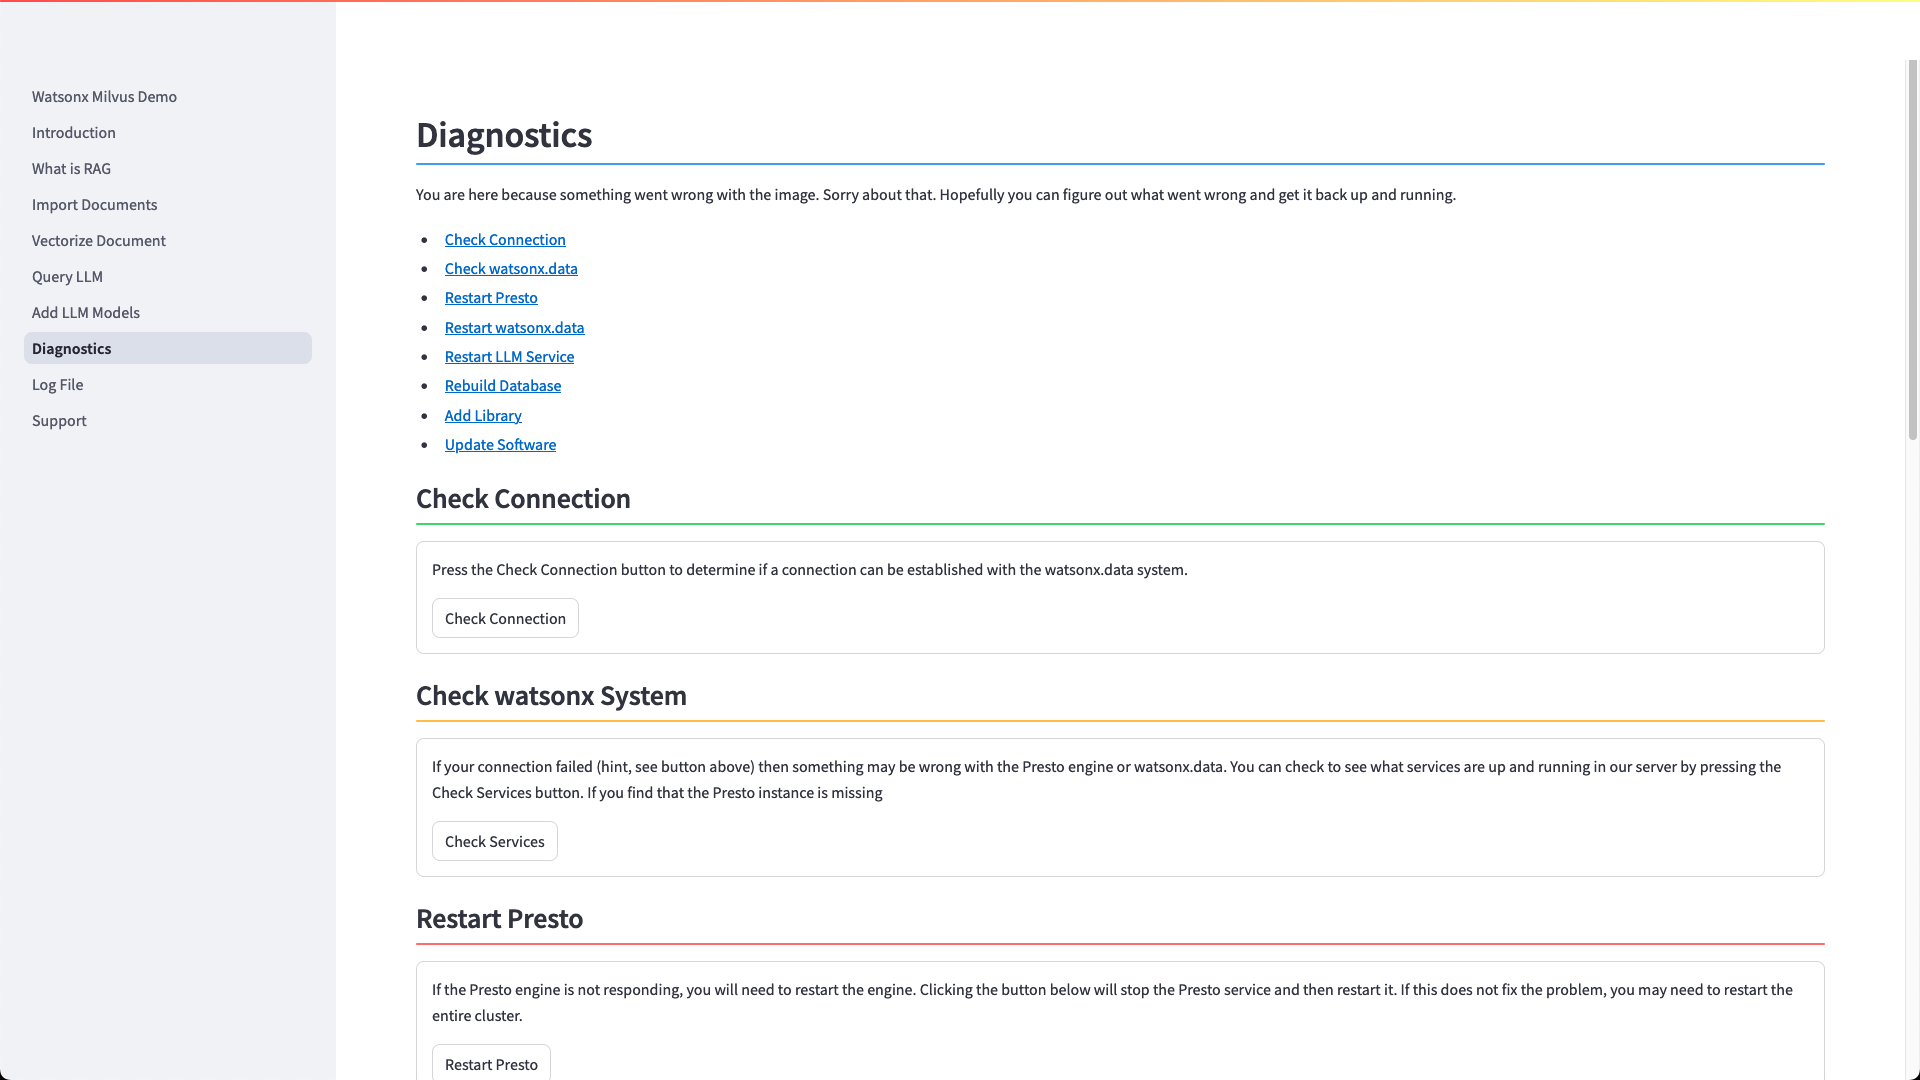 Watsonx Milvus Demo
Introduction
What is RAG
Import Documents
Vectorize Document
Query LLM
Add LLM Models
Diagnostics
Log File
Support
Diagnostics
You are here because something went wrong with the image. Sorry about that. Hopefully you can figure out what went wrong and get it back up and running.
Check Connection
Check watsonx.data
Restart Presto
Restart watsonx.data
Restart LLM Service
Rebuild Database
Add Library
Update Software
Check Connection
Press the Check Connection button to determine if a connection can be established with the watsonx.data system.
Check Connection
Check watsonx System
If your connection failed (hint, see button above) then something may be wrong with the Presto engine or watsonx.data. You can check to see what services are up and running in our server by pressing the
Check Services button. If you find that the Presto instance is missing
Check Services
Restart Presto
If the Presto engine is not responding, you will need to restart the engine. Clicking the button below will stop the Presto service and then restart it. If this does not fix the problem, you may need to restart the
entire cluster.
Restart Presto